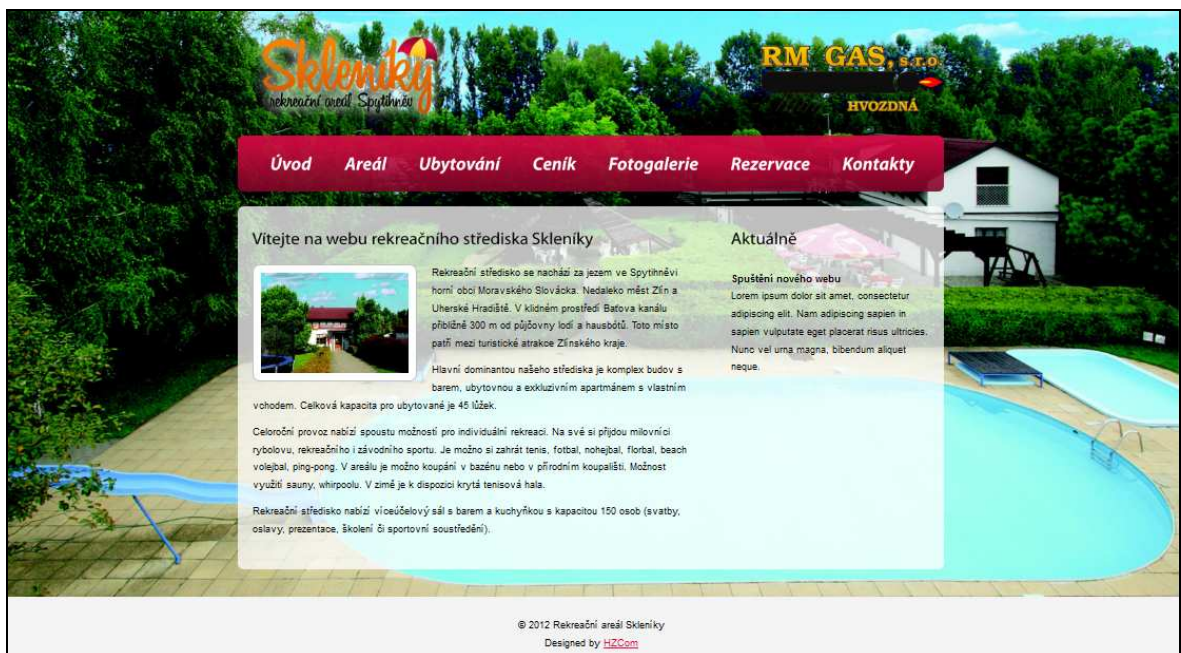 Skleníky
rekreační areál Spytihněv
RM GAS, s.r.o.
HVOZDNÁ
Úvod Areál Ubytování Ceník Fotogalerie Rezervace Kontakty
Vítejte na webu rekreačního střediska Skleníky
Rekreační středisko se nachází za jezem ve Spytihněvi
horní obci Moravského Slovácka. Nedaleko měst Zlín a
Uherské Hradiště. V klidném prostředí Baťova kanálu
přibližně 300 m od půjčovny lodí a hausbótů. Toto místo
patří mezi turistické atrakce Zlínského kraje.
Hlavní dominantou našeho střediska je komplex budov s
barem, ubytovnou a exkluzivním apartmánem s vlastním
vchodem. Celková kapacita pro ubytované je 45 lůžek.
Celoroční provoz nabízí spoustu možností pro individuální rekreaci. Na své si přijdou milovníci
rybolovu, rekreačního i závodního sportu. Je možno si zahrát tenis, fotbal, nohejbal, florbal, beach
volejbal, ping-pong. V areálu je možno koupání v bazénu nebo v přírodním koupališti. Možnost
využití sauny, whirpoolu. V zimě je k dispozici krytá tenisová hala.
Rekreační středisko nabízí víceúčelový sál s barem a kuchyňkou s kapacitou 150 osob (svatby,
oslavy, prezentace, školení či sportovní soustředění).
Aktuálně
Spuštění nového webu
Lorem ipsum dolor sit amet, consectetur
adipiscing elit. Nam adipiscing sapien in
sapien vulputate eget placerat risus ultricies.
Nunc vel urna magna, bibendum aliquet
neque.
© 2012 Rekreační areál Skleníky
Designed by HZCom